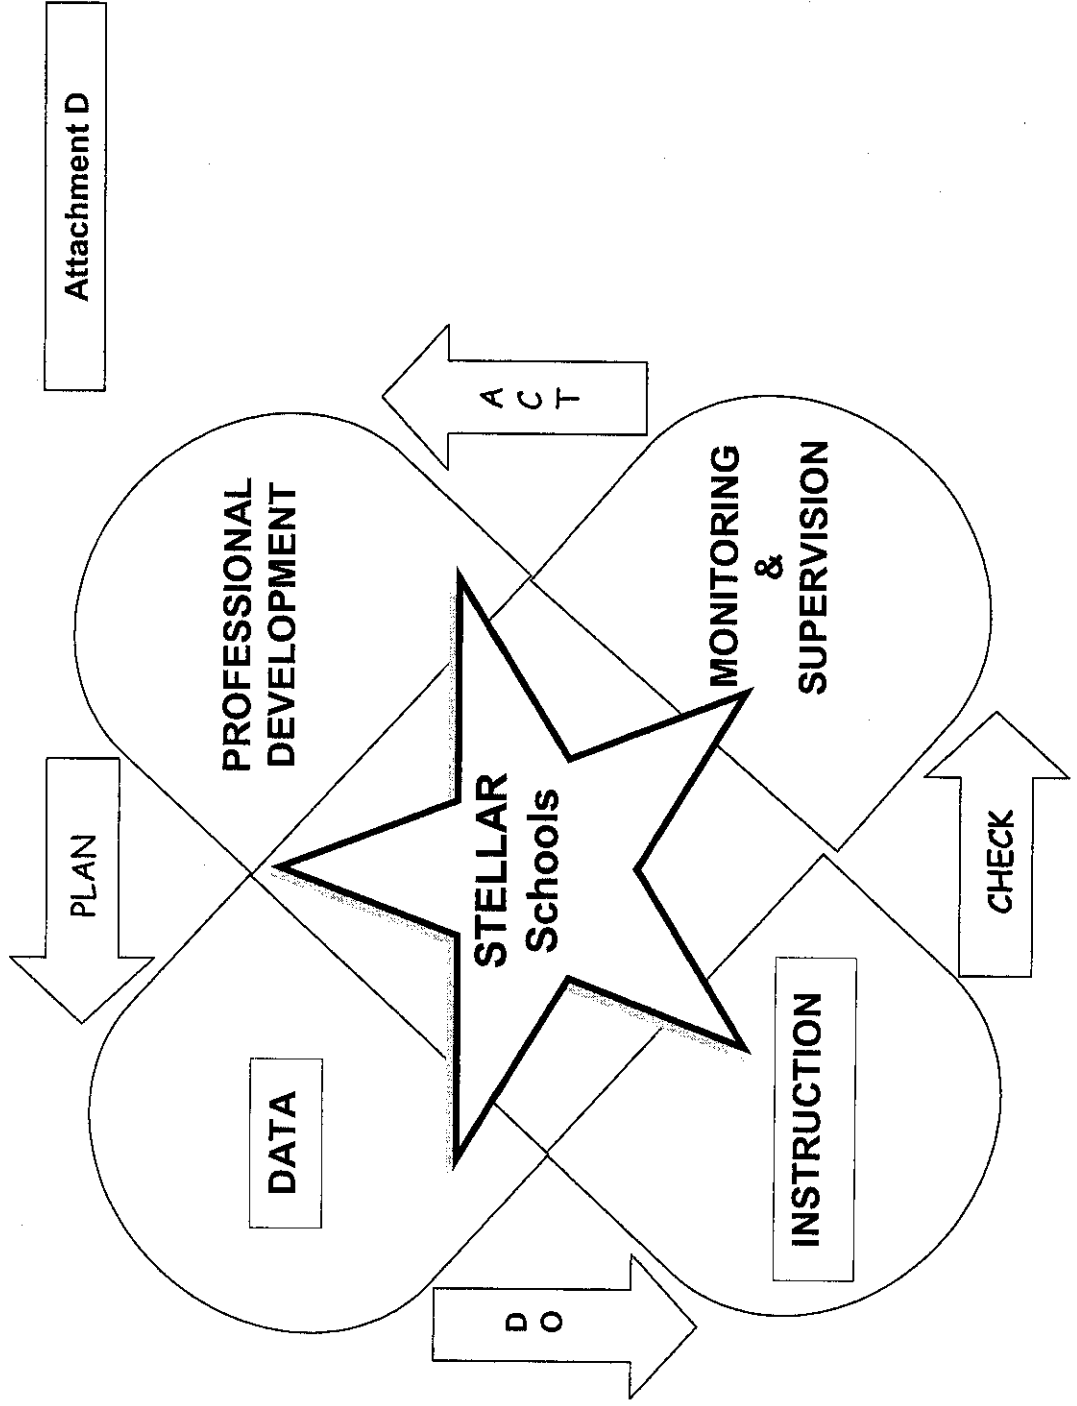 Attachment D
PLAN
DATA
PROFESSIONAL
DEVELOPMENT
D
O
STELLAR
Schools
A
C
T
INSTRUCTION
MONITORING
&
SUPERVISION
CHECK